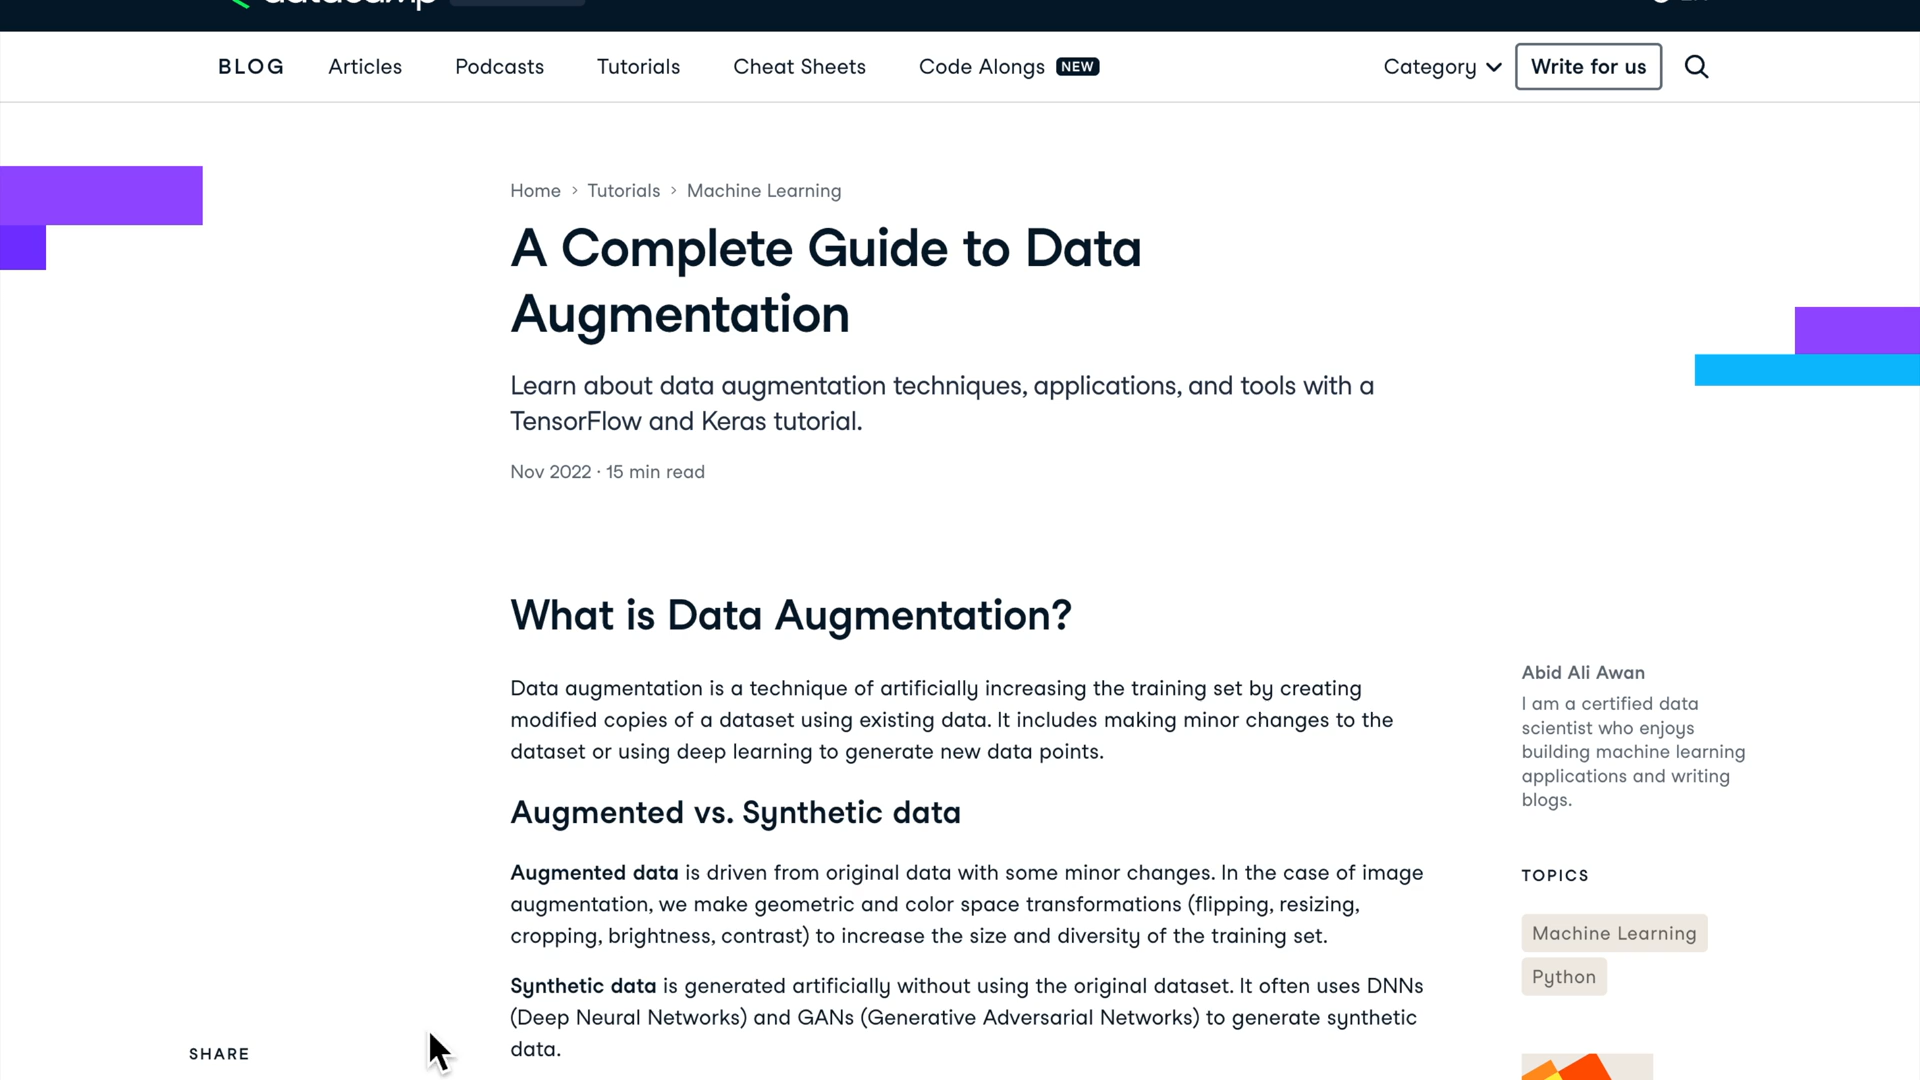 datacamp
BLOG Articles Podcasts Tutorials Cheat Sheets Code Alongs NEW Category Write for us
Home > Tutorials > Machine Learning
A Complete Guide to Data
Augmentation
Learn about data augmentation techniques, applications, and tools with a
TensorFlow and Keras tutorial.
Nov 2022 · 15 min read
What is Data Augmentation?
Data augmentation is a technique of artificially increasing the training set by creating
modified copies of a dataset using existing data. It includes making minor changes to the
dataset or using deep learning to generate new data points.
Augmented vs. Synthetic data
Augmented data is driven from original data with some minor changes. In the case of image
augmentation, we make geometric and color space transformations (flipping, resizing,
cropping, brightness, contrast) to increase the size and diversity of the training set.
Synthetic data is generated artificially without using the original dataset. It often uses DNNs
(Deep Neural Networks) and GANs (Generative Adversarial Networks) to generate synthetic
data.
SHARE
Abid Ali Awan
I am a certified data
scientist who enjoys
building machine learning
applications and writing
blogs.
TOPICS
Machine Learning
Python